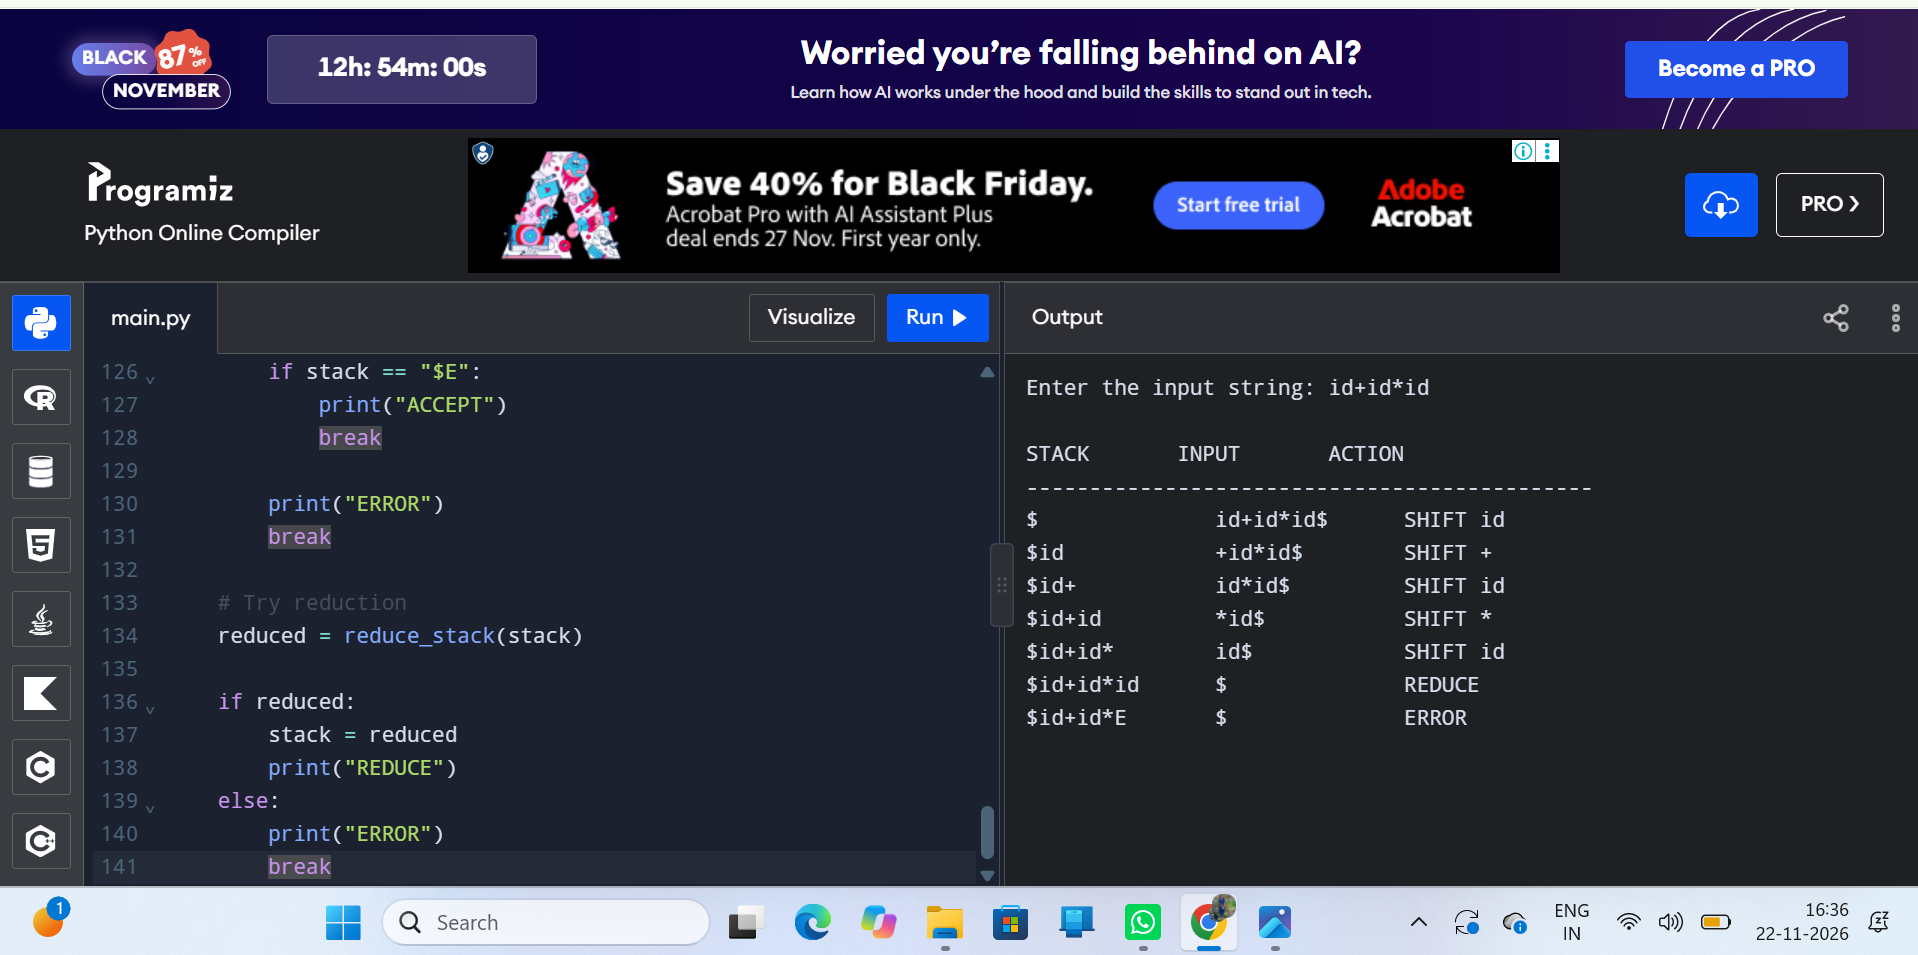 BLACK 87% OFF
NOVEMBER
12h: 54m: 00s
Worried you’re falling behind on AI?
Learn how AI works under the hood and build the skills to stand out in tech.
Become a PRO
Programiz
Python Online Compiler
Save 40% for Black Friday.
Acrobat Pro with AI Assistant Plus
deal ends 27 Nov. First year only.
Start free trial
Adobe
Acrobat
PRO
main.py
Visualize
Run
Output
126 if stack == "$E":
127 print("ACCEPT")
128 break
129
130 print("ERROR")
131 break
132
133 # Try reduction
134 reduced = reduce_stack(stack)
135
136 if reduced:
137 stack = reduced
138 print("REDUCE")
139 else:
140 print("ERROR")
141 break
Enter the input string: id+id*id
STACK INPUT ACTION
---------------------------------------------
$ id+id*id$ SHIFT id
$id +id*id$ SHIFT +
$id+ id*id$ SHIFT id
$id+id *id$ SHIFT *
$id+id* id$ SHIFT id
$id+id*id $ REDUCE
$id+id*E $ ERROR
1
Search
ENG
IN
16:36
22-11-2026